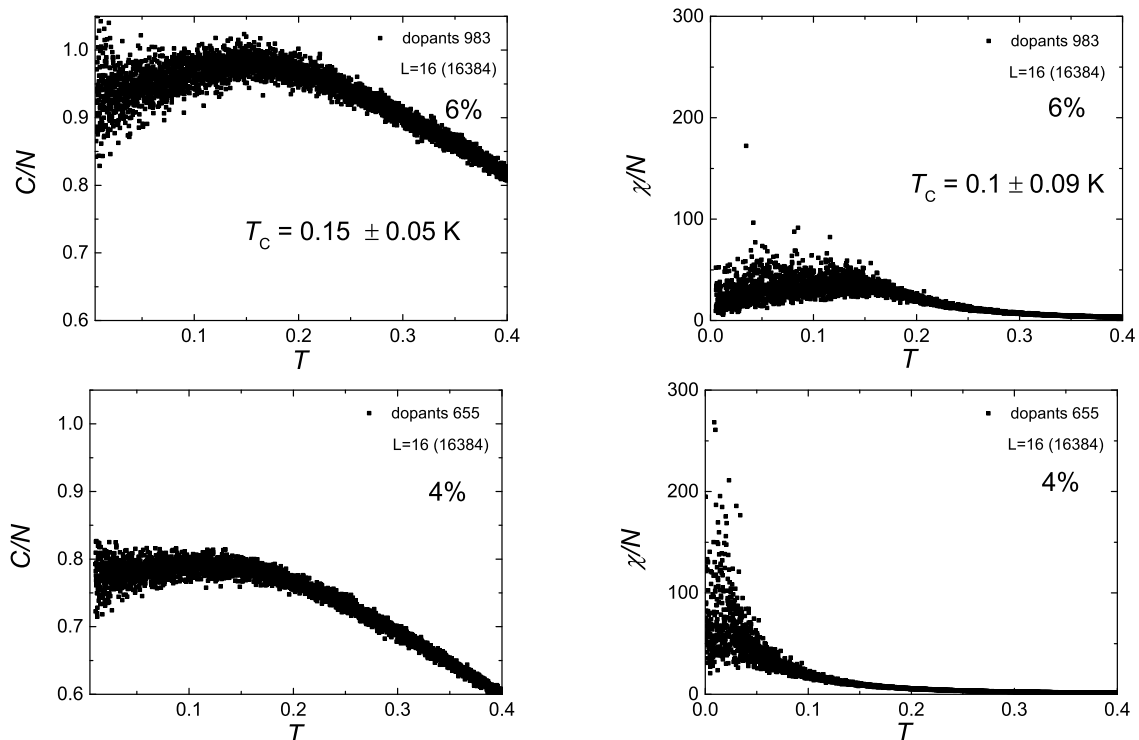 1.0
0.9
0.8
0.7
0.6
0.1
0.2
0.3
0.4
C/N
T
dopants 983
L=16 (16384)
6%
T_C = 0.15 ± 0.05 K
300
200
100
0
0.0
0.1
0.2
0.3
0.4
χ/N
T
dopants 983
L=16 (16384)
6%
T_C = 0.1 ± 0.09 K
1.0
0.9
0.8
0.7
0.6
0.1
0.2
0.3
0.4
C/N
T
dopants 655
L=16 (16384)
4%
300
200
100
0
0.0
0.1
0.2
0.3
0.4
χ/N
T
dopants 655
L=16 (16384)
4%